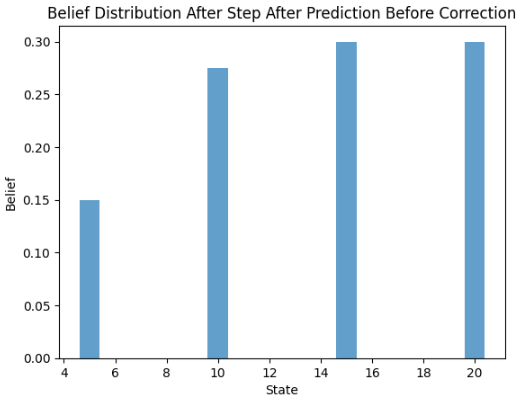 Belief Distribution After Step After Prediction Before Correction
0.30
0.25
0.20
0.15
0.10
0.05
0.00
Belief
4 6 8 10 12 14 16 18 20
State